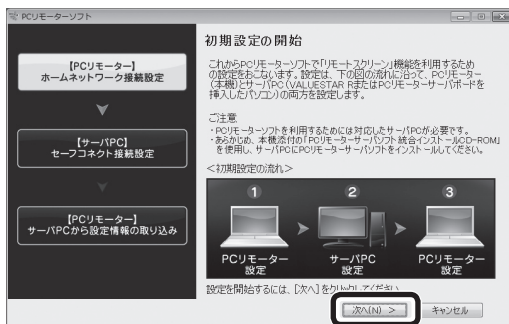 PCリモーターソフト
【PCリモーター】
ホームネットワーク接続設定
【サーバPC】
セーフコネクト接続設定
【PCリモーター】
サーバPCから設定情報の取り込み
初期設定の開始
これからPCリモーターソフトで「リモートスクリーン」機能を利用するため
の設定をおこないます。設定は、下の図の流れに沿って、PCリモーター
(本機)とサーバPC(VALUESTAR RまたはPCリモーターサーバボードを
挿入したパソコン)の両方を設定します。
ご注意
・PCリモーターソフトを利用するためには対応したサーバPCが必要です。
・あらかじめ、本機添付の「PCリモーターサーバソフト統合インストールCD-ROM」
を使用し、サーバPCにPCリモーターサーバソフトをインストールしてください。
<初期設定の流れ>
1
2
3
PCリモーター
設定
サーバPC
設定
PCリモーター
設定
設定を開始するには、[次へ]をクリックしてください。
次へ(N) >
キャンセル